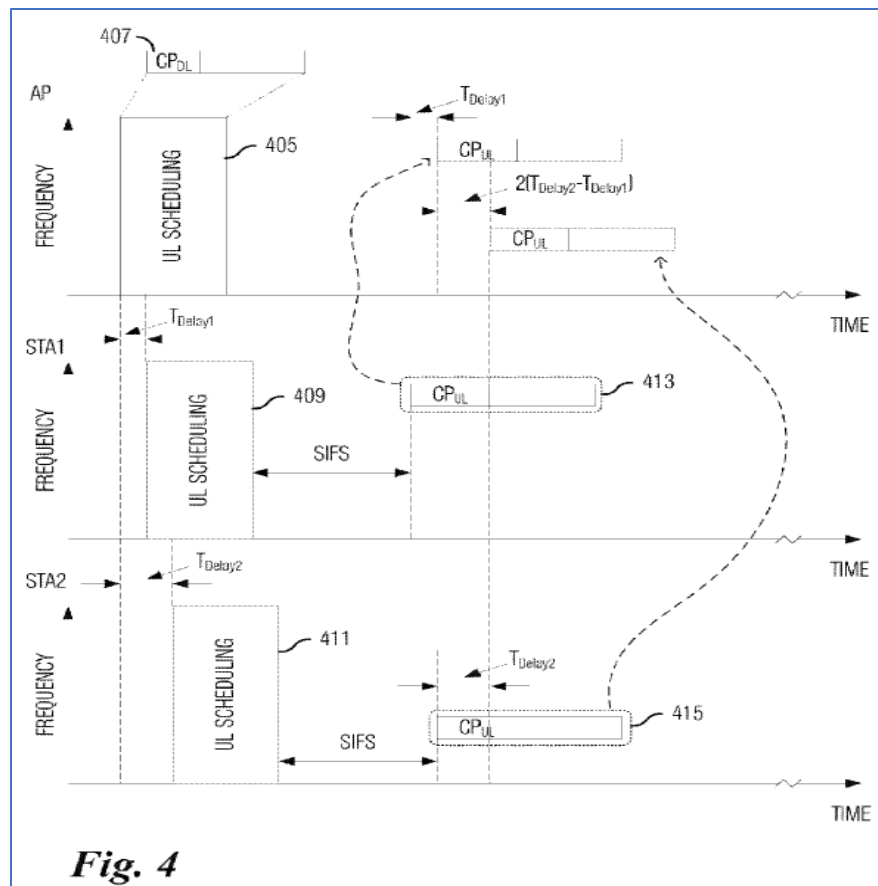 407
CP_DL
AP
FREQUENCY
UL SCHEDULING
405
T_Delay1
CP_UL
2(T_Delay2-T_Delay1)
CP_UL
TIME
T_Delay1
STA1
FREQUENCY
UL SCHEDULING
409
SIFS
CP_UL
413
TIME
T_Delay2
STA2
FREQUENCY
UL SCHEDULING
411
SIFS
T_Delay2
CP_UL
415
TIME
Fig. 4